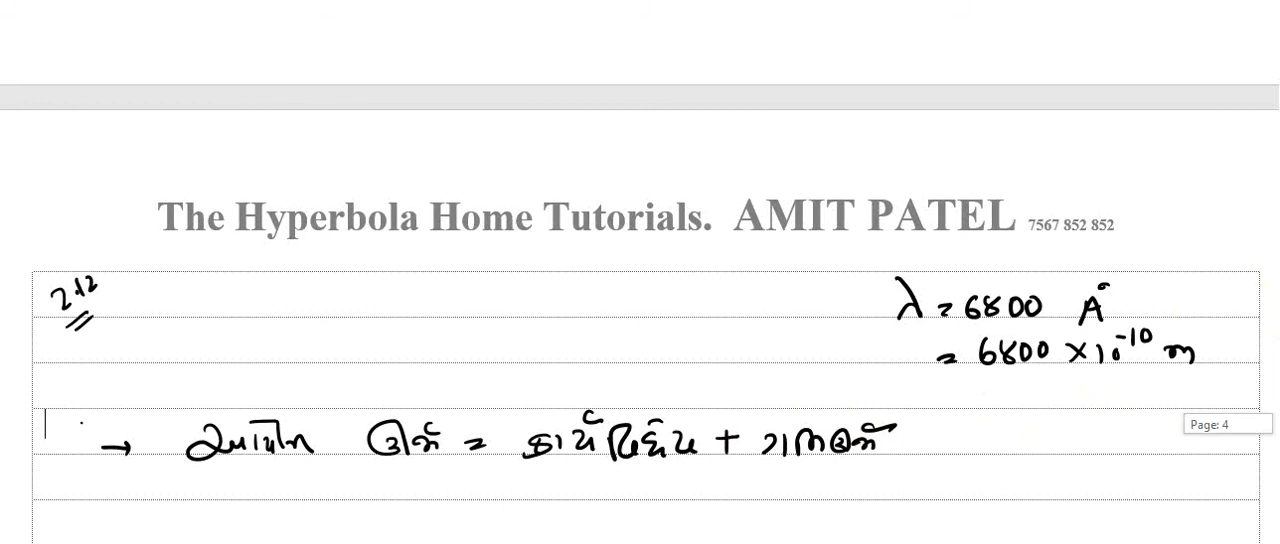 The Hyperbola Home Tutorials. AMIT PATEL 7567 852 852
2.12
λ = 6800 A°
= 6800 × 10⁻¹⁰ m
Page: 4
→ આપાત ઊર્જા = કાર્ય વિધેય + ગતિઊર્જા